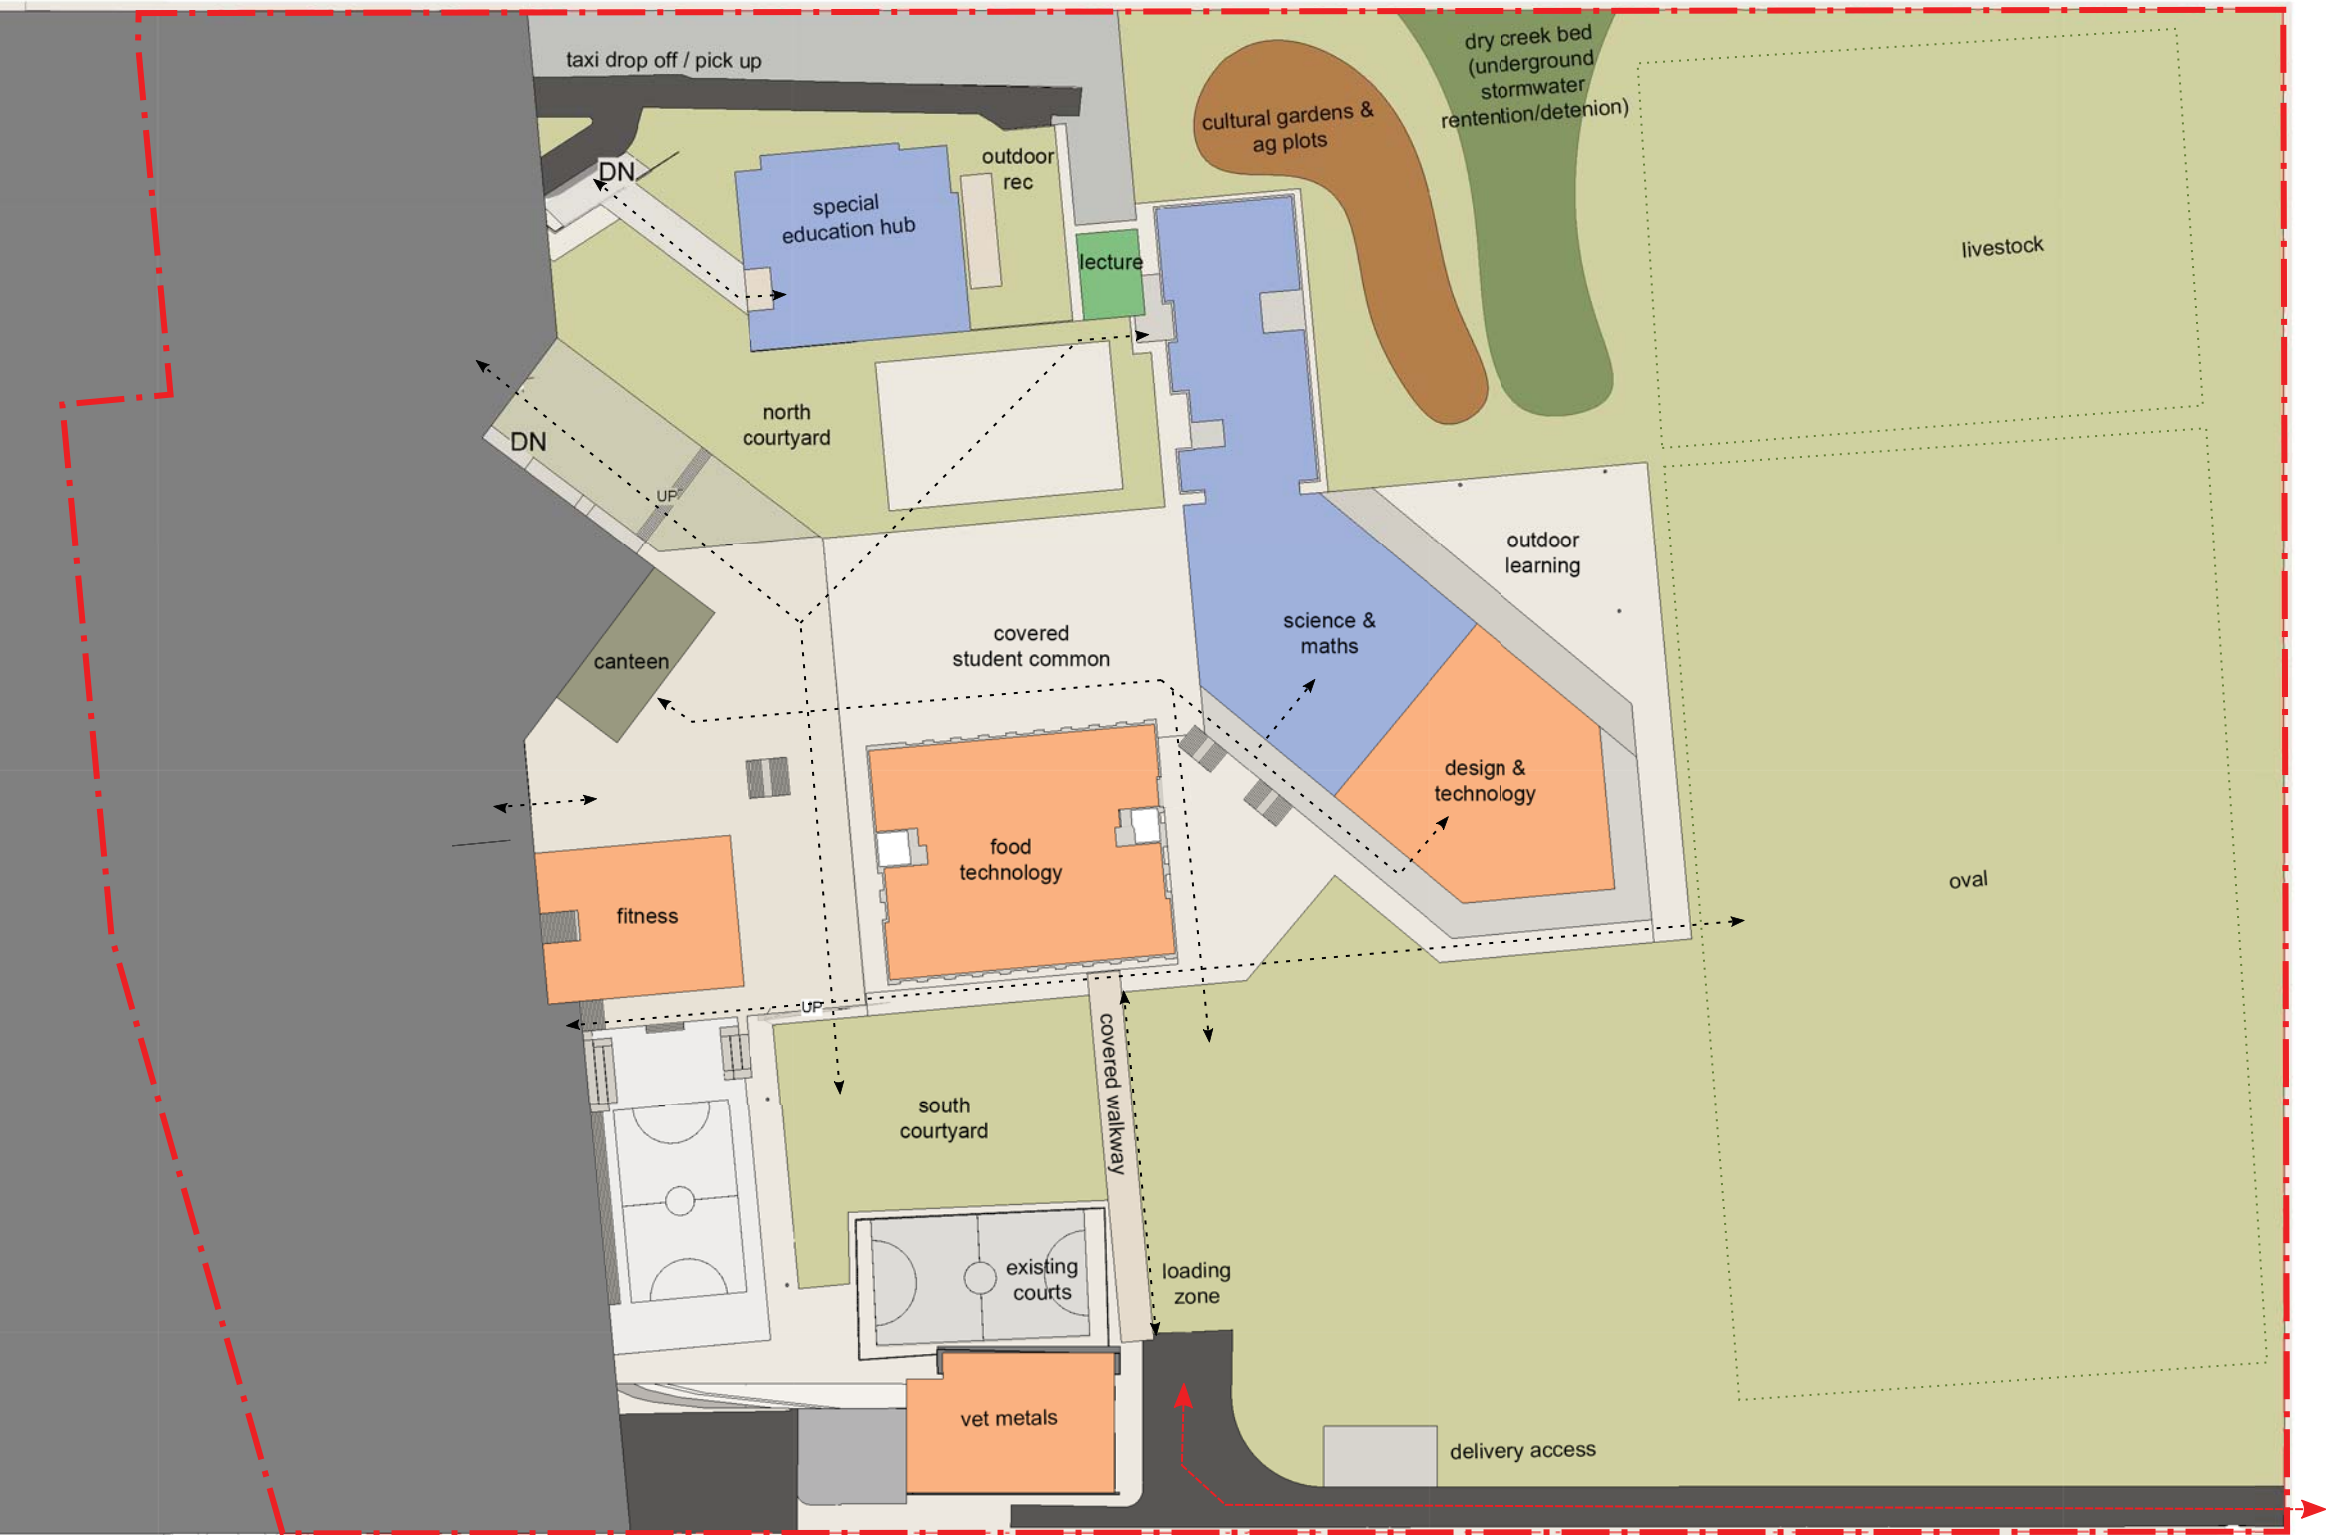 taxi drop off / pick up
dry creek bed
(underground
stormwater
rentention/detenion)
cultural gardens &
ag plots
DN
outdoor
rec
special
education hub
lecture
livestock
north
courtyard
DN
UP
outdoor
learning
covered
student common
science &
maths
canteen
design &
technology
food
technology
fitness
oval
UP
covered walkway
south
courtyard
existing
courts
loading
zone
vet metals
delivery access